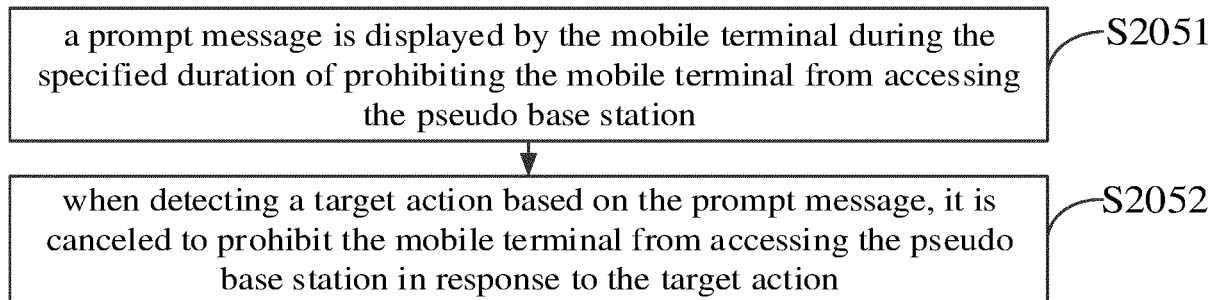 a prompt message is displayed by the mobile terminal during the
specified duration of prohibiting the mobile terminal from accessing
the pseudo base station
S2051
when detecting a target action based on the prompt message, it is
canceled to prohibit the mobile terminal from accessing the pseudo
base station in response to the target action
S2052